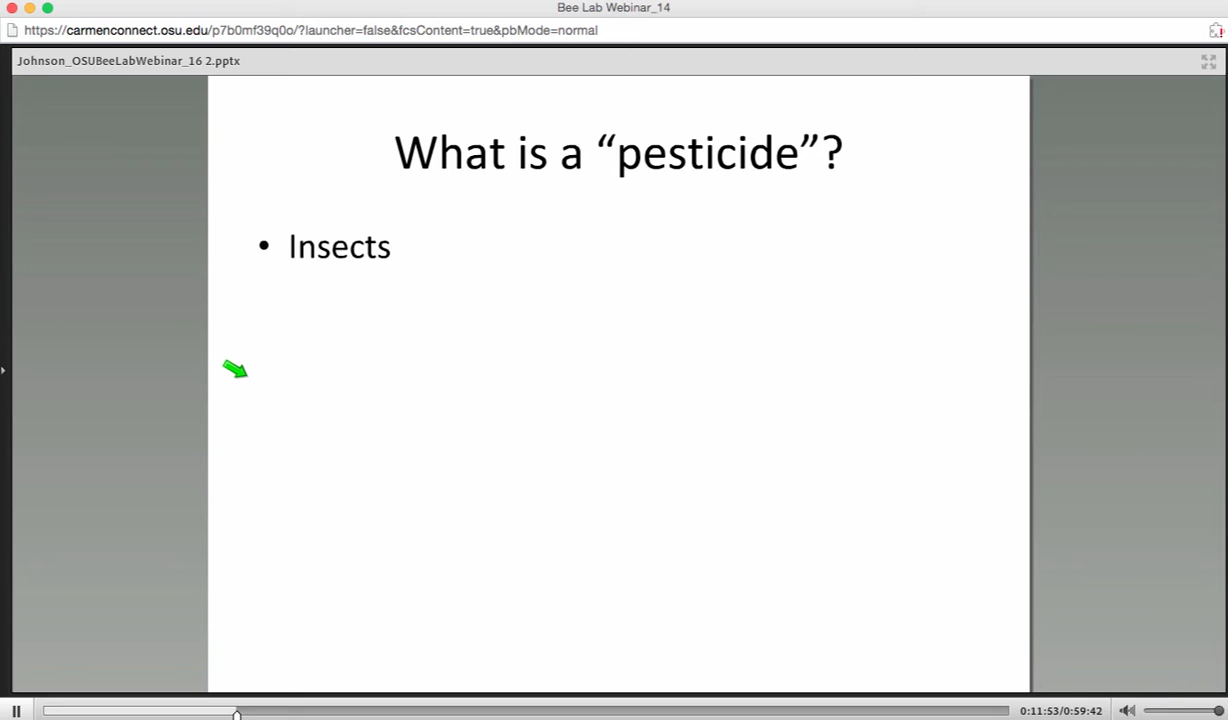 Bee Lab Webinar_14
https://carmenconnect.osu.edu/p7b0mf39q0o/?launcher=false&fcsContent=true&pbMode=normal
Johnson_OSUBeeLabWebinar_16 2.pptx
What is a “pesticide”?
• Insects
0:11:53/0:59:42